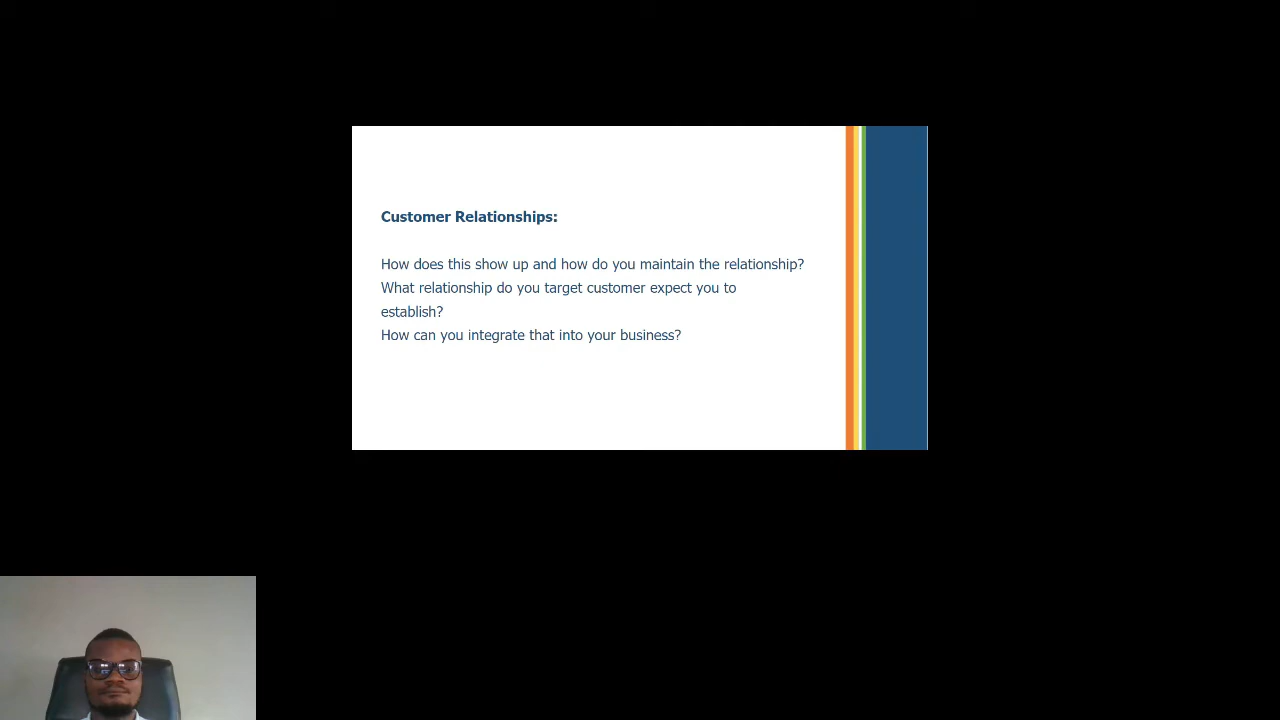 Customer Relationships:
How does this show up and how do you maintain the relationship?
What relationship do you target customer expect you to
establish?
How can you integrate that into your business?